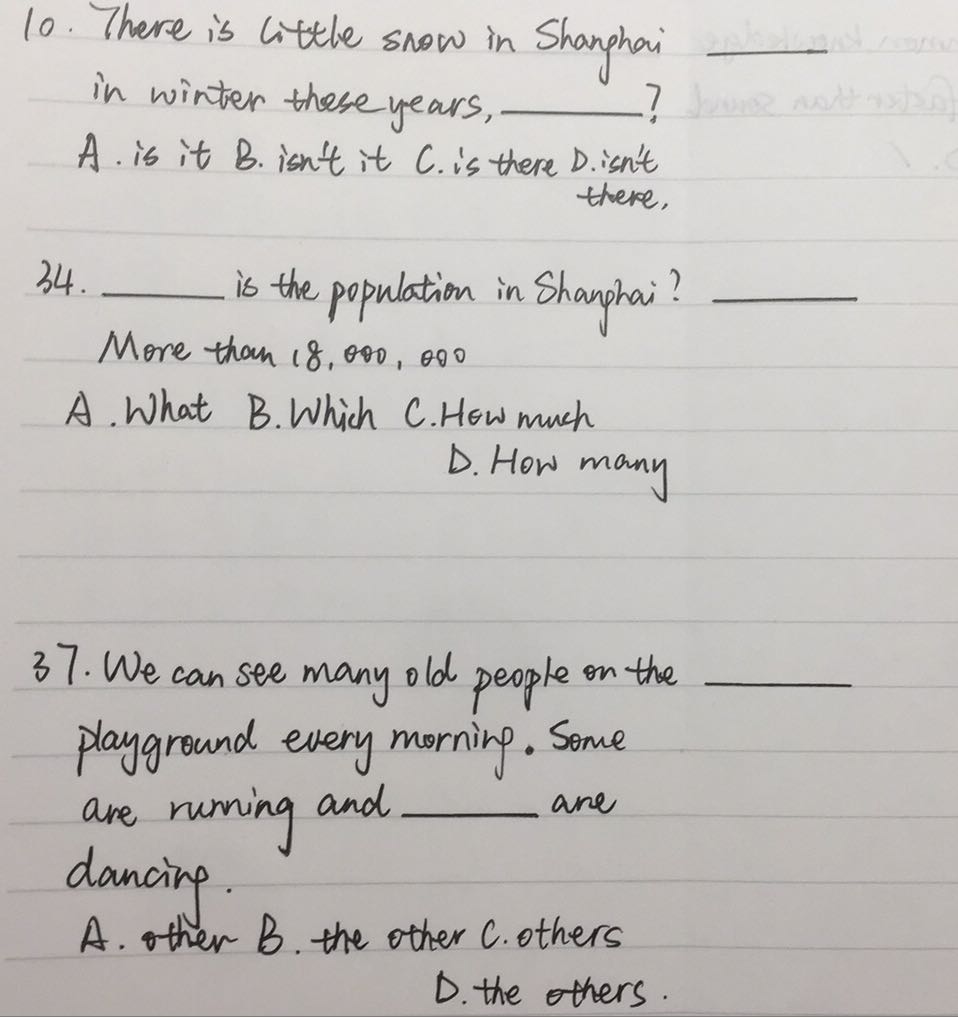 10. There is little snow in Shanghai ______
in winter these years, ______?
A. is it B. isn't it C. is there D. isn't
there.
34. ______ is the population in Shanghai? ______
More than 18,000,000
A. What B. Which C. How much
D. How many
37. We can see many old people on the ______
playground every morning. Some
are running and ______ are
dancing.
A. other B. the other C. others
D. the others.